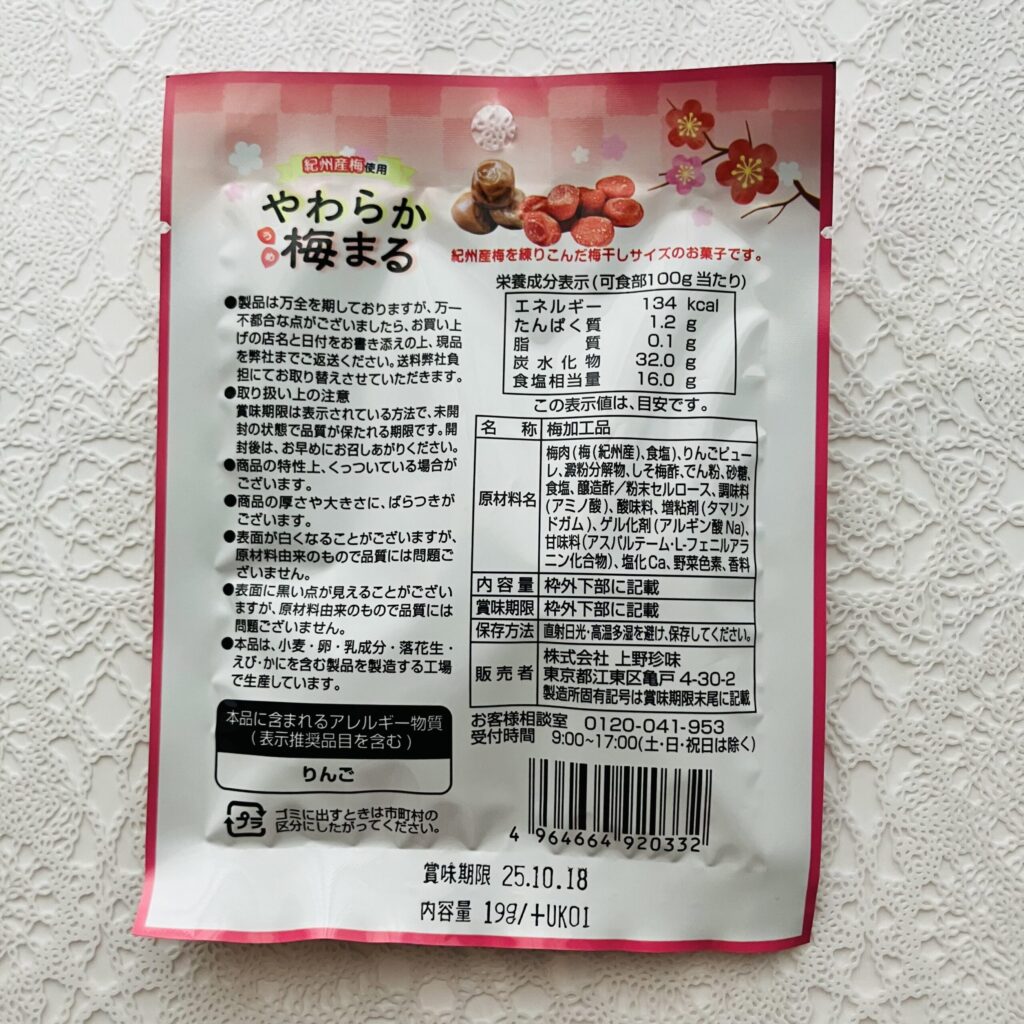 紀州産梅使用
やわらか
うめ
梅まる
紀州産梅を練りこんだ梅干しサイズのお菓子です。
●製品は万全を期しておりますが、万一
不都合な点がございましたら、お買い上
げの店名と日付をお書き添えの上、現品
を弊社までご返送ください。送料弊社負
担にてお取り替えさせていただきます。
●取り扱い上の注意
賞味期限は表示されている方法で、未開
封の状態で品質が保たれる期限です。開
封後は、お早めにお召しあがりください。
●商品の特性上、くっついている場合が
ございます。
●商品の厚さや大きさに、ばらつきが
ございます。
●表面が白くなることがございますが、
原材料由来のもので品質には問題ご
ざいません。
●表面に黒い点が見えることがござい
ますが、原材料由来のもので品質には
問題ございません。
●本品は、小麦・卵・乳成分・落花生・
えび・かにを含む製品を製造する工場
で生産しています。
本品に含まれるアレルギー物質
(表示推奨品目を含む)
りんご
プラ
ゴミに出すときは市町村の
区分にしたがってください。
栄養成分表示(可食部100g当たり)
エネルギー 134 kcal
たんぱく質 1.2 g
脂質 0.1 g
炭水化物 32.0 g
食塩相当量 16.0 g
この表示値は、目安です。
名称 梅加工品
原材料名 梅肉(梅(紀州産)、食塩)、りんごピュー
レ、澱粉分解物、しそ梅酢、でん粉、砂糖、
食塩、醸造酢/粉末セルロース、調味料
(アミノ酸)、酸味料、増粘剤(タマリン
ドガム)、ゲル化剤(アルギン酸Na)、
甘味料(アスパルテーム・L-フェニルアラ
ニン化合物)、塩化Ca、野菜色素、香料
内容量 枠外下部に記載
賞味期限 枠外下部に記載
保存方法 直射日光・高温多湿を避け、保存してください。
販売者 株式会社 上野珍味
東京都江東区亀戸 4-30-2
製造所固有記号は賞味期限末尾に記載
お客様相談室 0120-041-953
受付時間 9:00~17:00(土・日・祝日は除く)
4 964664 920332
賞味期限 25.10.18
内容量 19g/+UK01